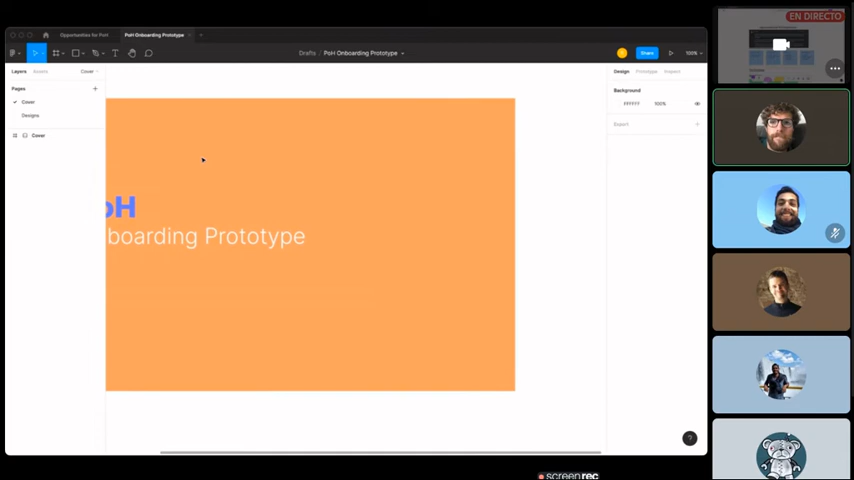 EN DIRECTO
Opportunities for PoH
PoH Onboarding Prototype
Drafts / PoH Onboarding Prototype
Share
100%
Layers
Assets
Cover
Design
Prototype
Inspect
Pages
Cover
Designs
Cover
Background
FFFFFF
100%
Export
oH
boarding Prototype
?
screenrec